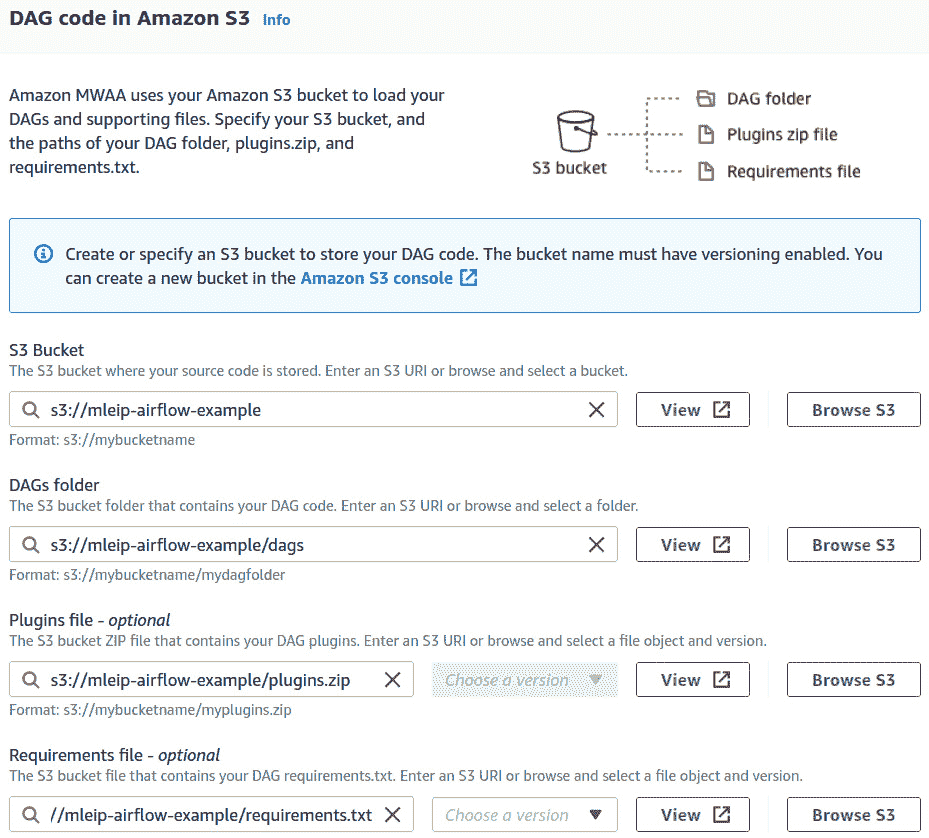 DAG code in Amazon S3 Info
Amazon MWAA uses your Amazon S3 bucket to load your
DAGs and supporting files. Specify your S3 bucket, and
the paths of your DAG folder, plugins.zip, and
requirements.txt.
S3 bucket
DAG folder
Plugins zip file
Requirements file
Create or specify an S3 bucket to store your DAG code. The bucket name must have versioning enabled. You
can create a new bucket in the Amazon S3 console
S3 Bucket
The S3 bucket where your source code is stored. Enter an S3 URI or browse and select a bucket.
s3://mleip-airflow-example View Browse S3
Format: s3://mybucketname
DAGs folder
The S3 bucket folder that contains your DAG code. Enter an S3 URI or browse and select a folder.
s3://mleip-airflow-example/dags View Browse S3
Format: s3://mybucketname/mydagfolder
Plugins file - optional
The S3 bucket ZIP file that contains your DAG plugins. Enter an S3 URI or browse and select a file object and version.
s3://mleip-airflow-example/plugins.zip Choose a version View Browse S3
Format: s3://mybucketname/myplugins.zip
Requirements file - optional
The S3 bucket file that contains your DAG requirements.txt. Enter an S3 URI or browse and select a file object and version.
//mleip-airflow-example/requirements.txt Choose a version View Browse S3